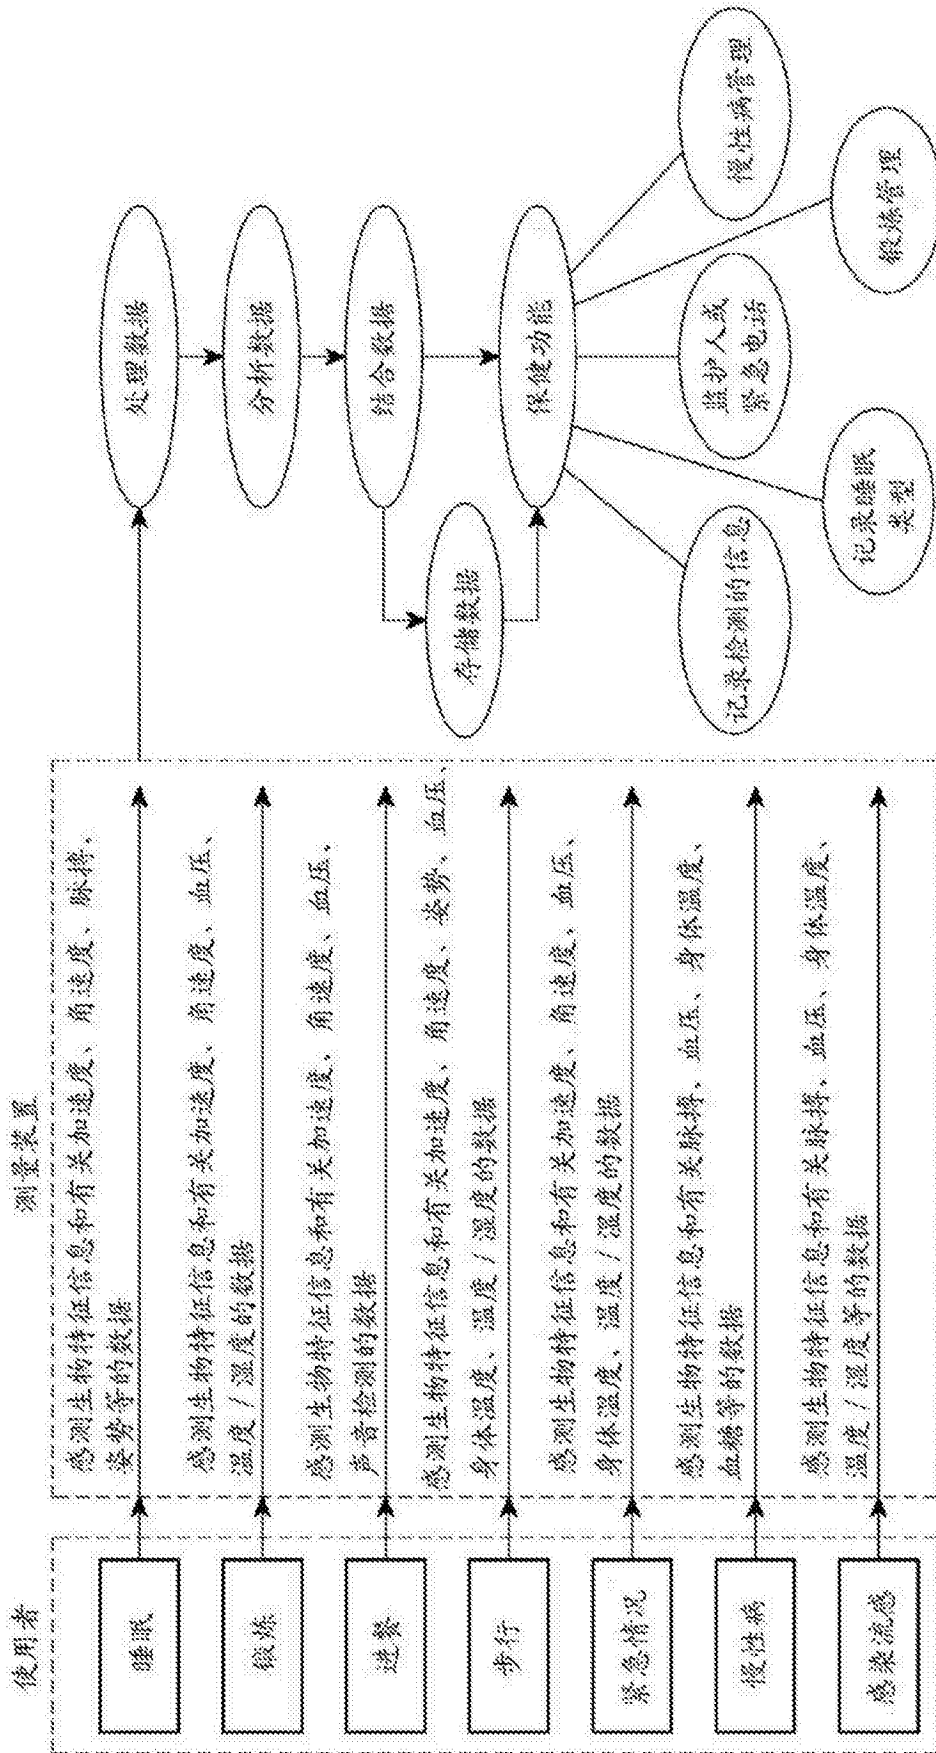 使用者
睡眠
锻炼
进餐
步行
紧急情况
慢性病
感染流感
测量装置
感测生物特征信息和有关加速度、角速度、脉搏、
姿势等的数据
感测生物特征信息和有关加速度、角速度、血压、
温度/湿度的数据
感测生物特征信息和有关加速度、角速度、血压、
声音检测的数据
感测生物特征信息和有关加速度、角速度、姿势、血压、
身体温度、温度/湿度的数据
感测生物特征信息和有关加速度、角速度、血压、
身体温度、温度/湿度的数据
感测生物特征信息和有关脉搏、血压、身体温度、
血糖等的数据
感测生物特征信息和有关脉搏、血压、身体温度、
温度/湿度等的数据
处理数据
分析数据
结合数据
存储数据
保健功能
记录检测的信息
记录睡眠
类型
监护人或
紧急电话
锻炼管理
慢性病管理